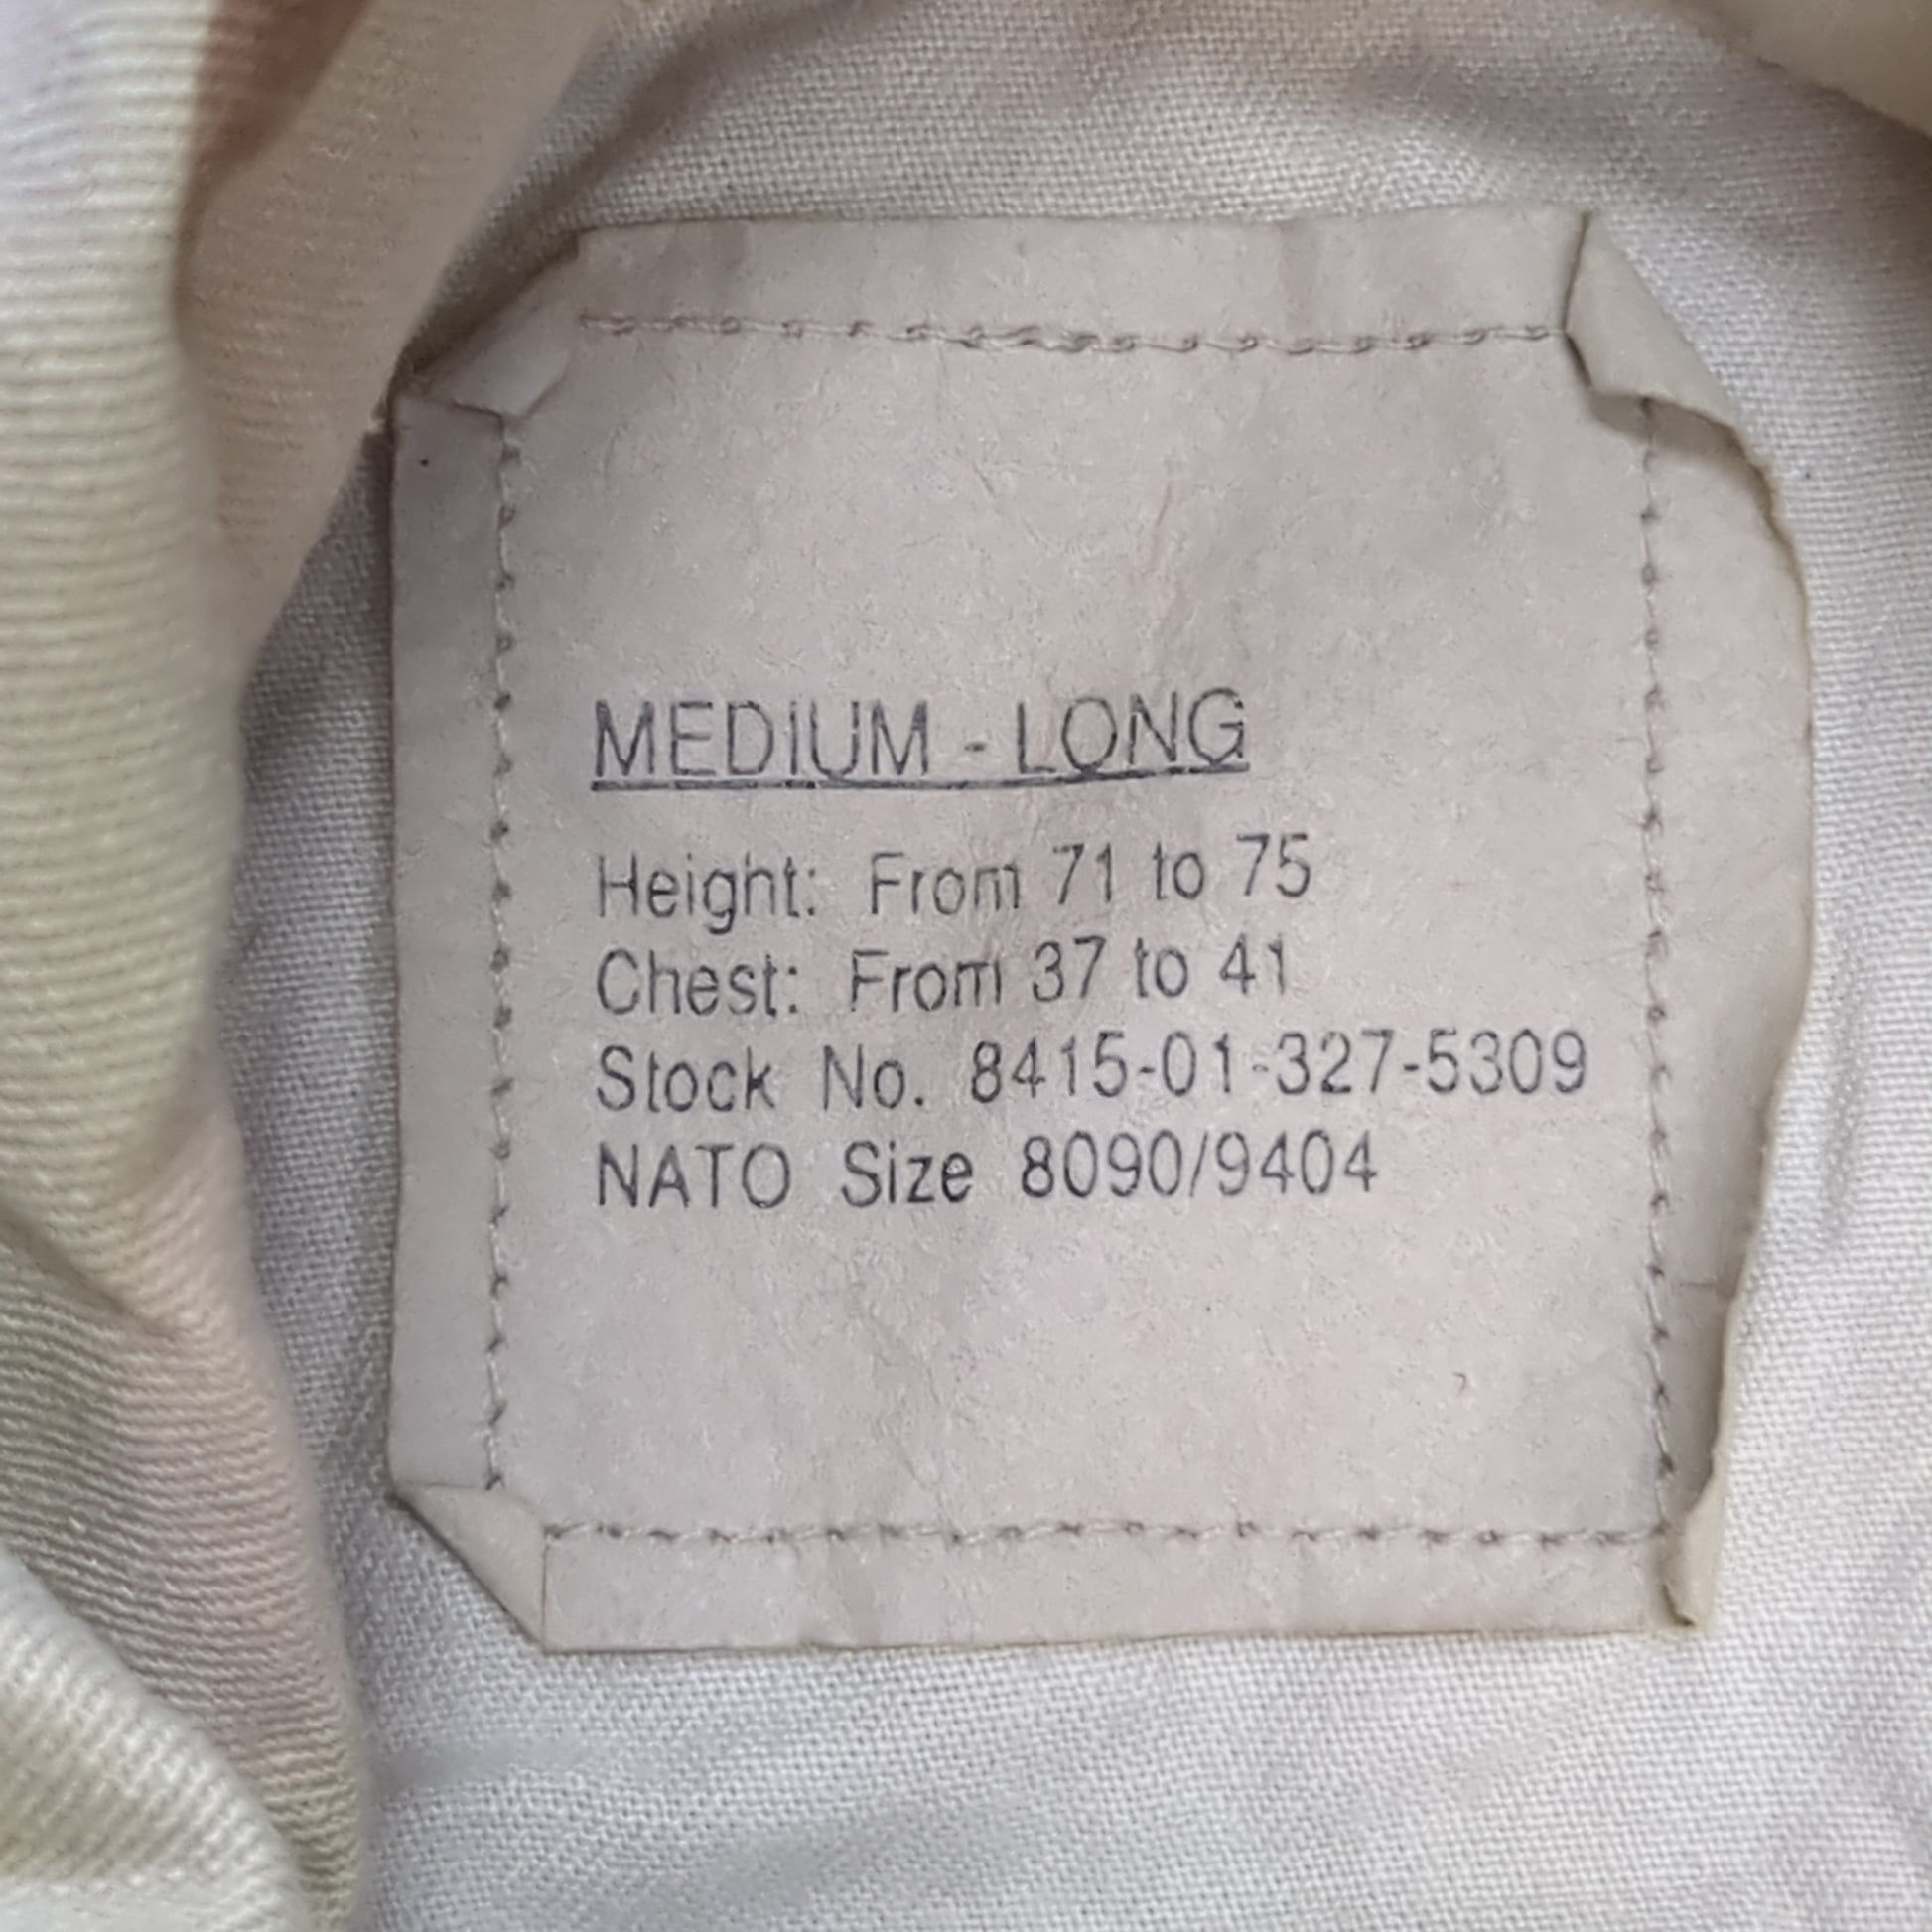 MEDIUM - LONG
Height: From 71 to 75
Chest: From 37 to 41
Stock No. 8415-01-327-5309
NATO Size 8090/9404